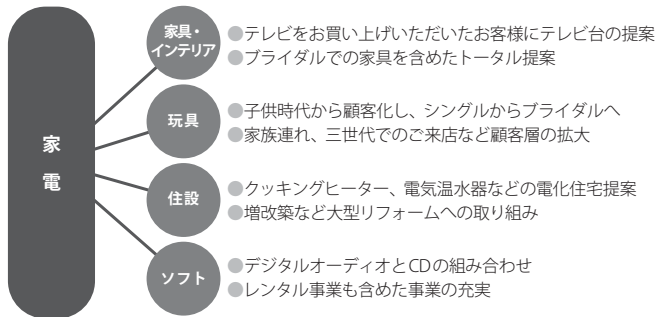 家電
家具・
インテリア
●テレビをお買い上げいただいたお客様にテレビ台の提案
●ブライダルでの家具を含めたトータル提案
玩具
●子供時代から顧客化し、シングルからブライダルへ
●家族連れ、三世代でのご来店など顧客層の拡大
住設
●クッキングヒーター、電気温水器などの電化住宅提案
●増改築など大型リフォームへの取り組み
ソフト
●デジタルオーディオとCDの組み合わせ
●レンタル事業も含めた事業の充実